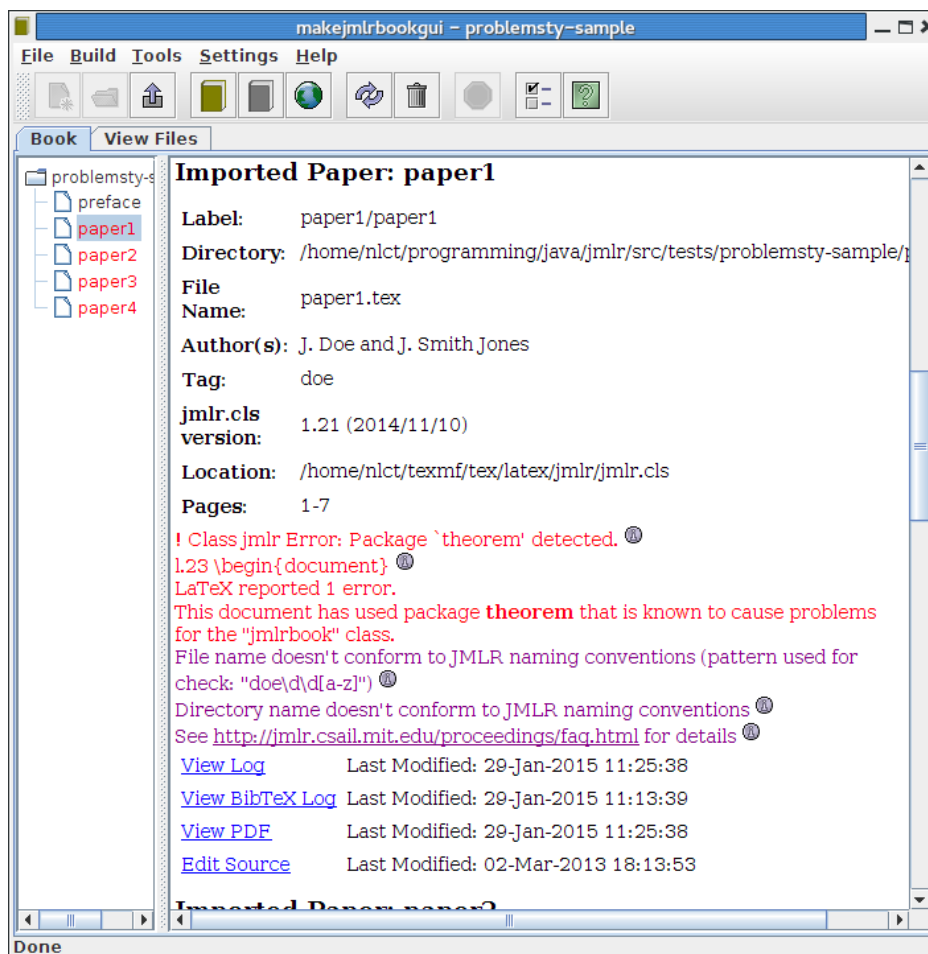 makejmlrbookgui – problemsty-sample
File Build Tools Settings Help
Book View Files
problemsty-s
preface
paper1
paper2
paper3
paper4
Imported Paper: paper1
Label: paper1/paper1
Directory: /home/nlct/programming/java/jmlr/src/tests/problemsty-sample/p
File Name: paper1.tex
Author(s): J. Doe and J. Smith Jones
Tag: doe
jmlr.cls version: 1.21 (2014/11/10)
Location: /home/nlct/texmf/tex/latex/jmlr/jmlr.cls
Pages: 1-7
! Class jmlr Error: Package `theorem' detected.
l.23 \begin{document}
LaTeX reported 1 error.
This document has used package theorem that is known to cause problems
for the "jmlrbook" class.
File name doesn't conform to JMLR naming conventions (pattern used for
check: "doe\d\d[a-z]")
Directory name doesn't conform to JMLR naming conventions
See http://jmlr.csail.mit.edu/proceedings/faq.html for details
View Log Last Modified: 29-Jan-2015 11:25:38
View BibTeX Log Last Modified: 29-Jan-2015 11:13:39
View PDF Last Modified: 29-Jan-2015 11:25:38
Edit Source Last Modified: 02-Mar-2013 18:13:53
Imported Paper: paper2
Done